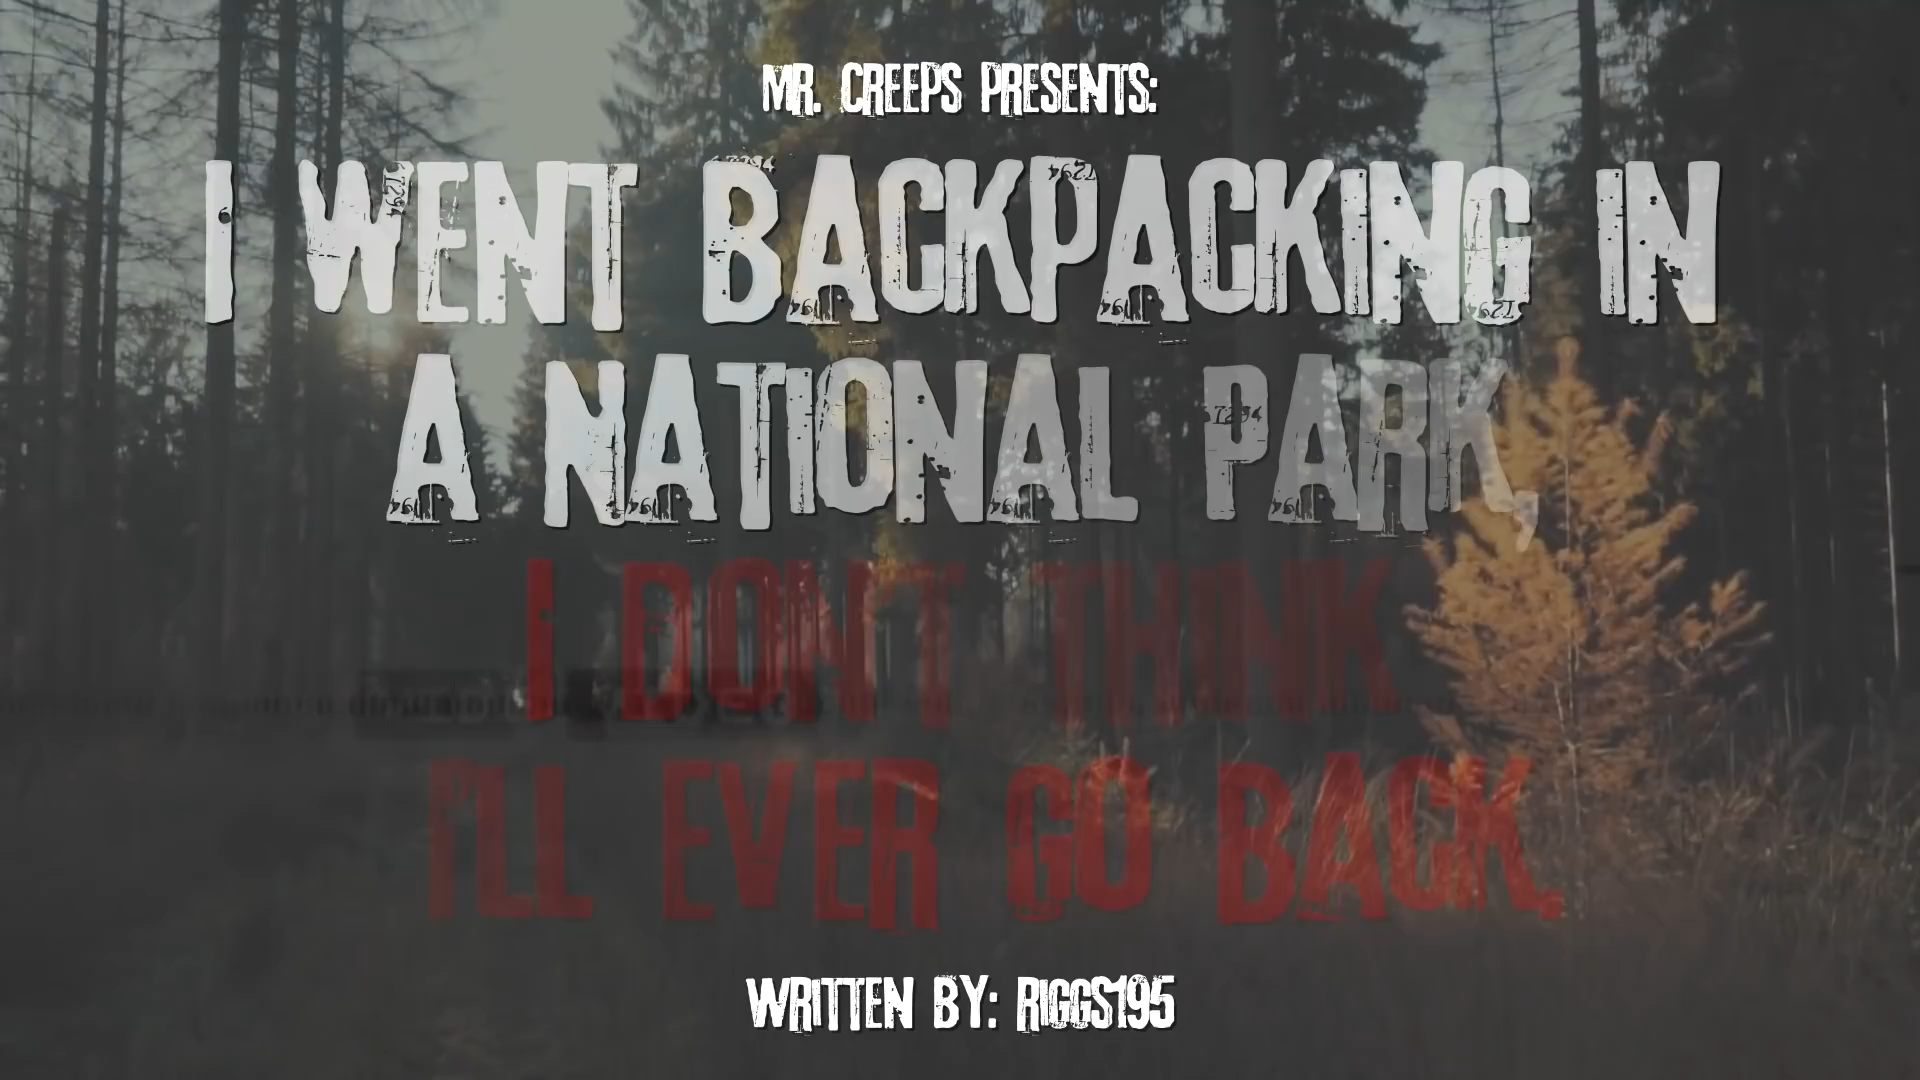 MR. CREEPS PRESENTS:
I WENT BACKPACKING IN
A NATIONAL PARK,
I DON'T THINK
I'LL EVER GO BACK.
WRITTEN BY: RIGGS195